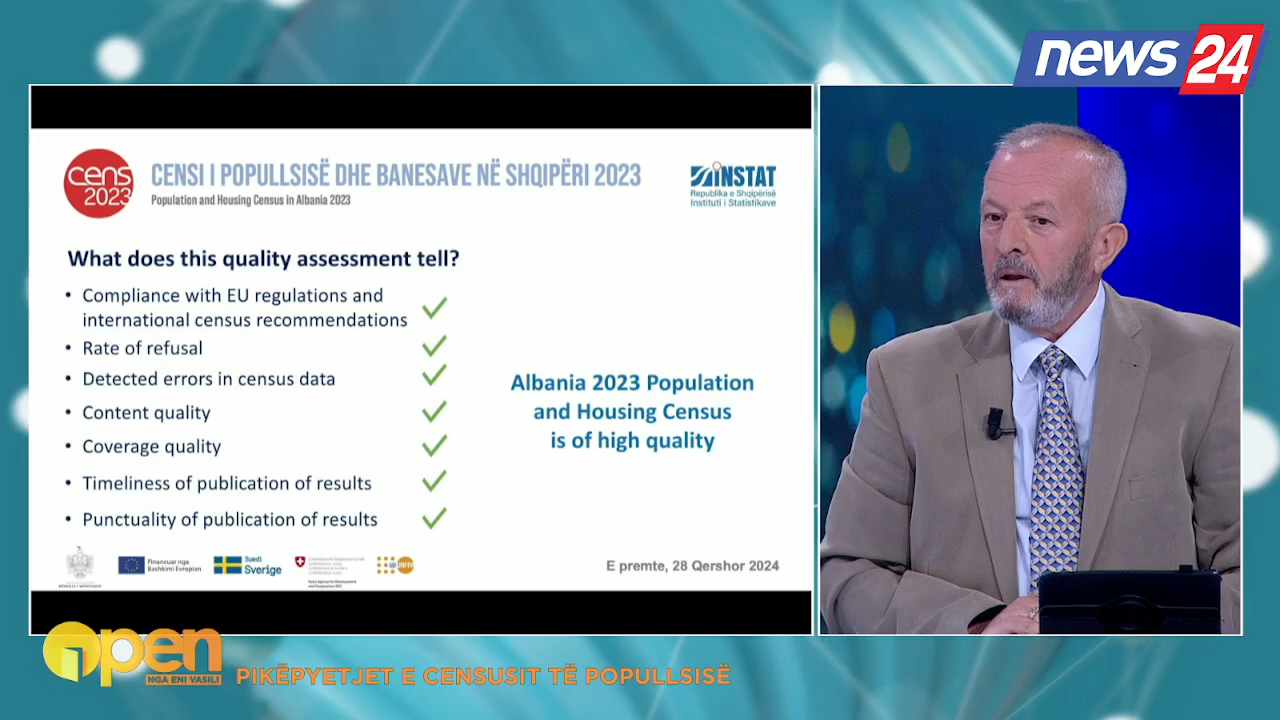 news 24
cens
2023
CENSI I POPULLSISË DHE BANESAVE NË SHQIPËRI 2023
Population and Housing Census in Albania 2023
INSTAT
Republika e Shqipërisë
Instituti i Statistikave
What does this quality assessment tell?
• Compliance with EU regulations and
international census recommendations
• Rate of refusal
• Detected errors in census data
• Content quality
• Coverage quality
• Timeliness of publication of results
• Punctuality of publication of results
Albania 2023 Population
and Housing Census
is of high quality
Financuar nga
Bashkimi Evropian
Suedi
Sverige
UNFPA
E premte, 28 Qershor 2024
Open
NGA ENI VASILI
PIKËPYETJET E CENSUSIT TË POPULLSISË